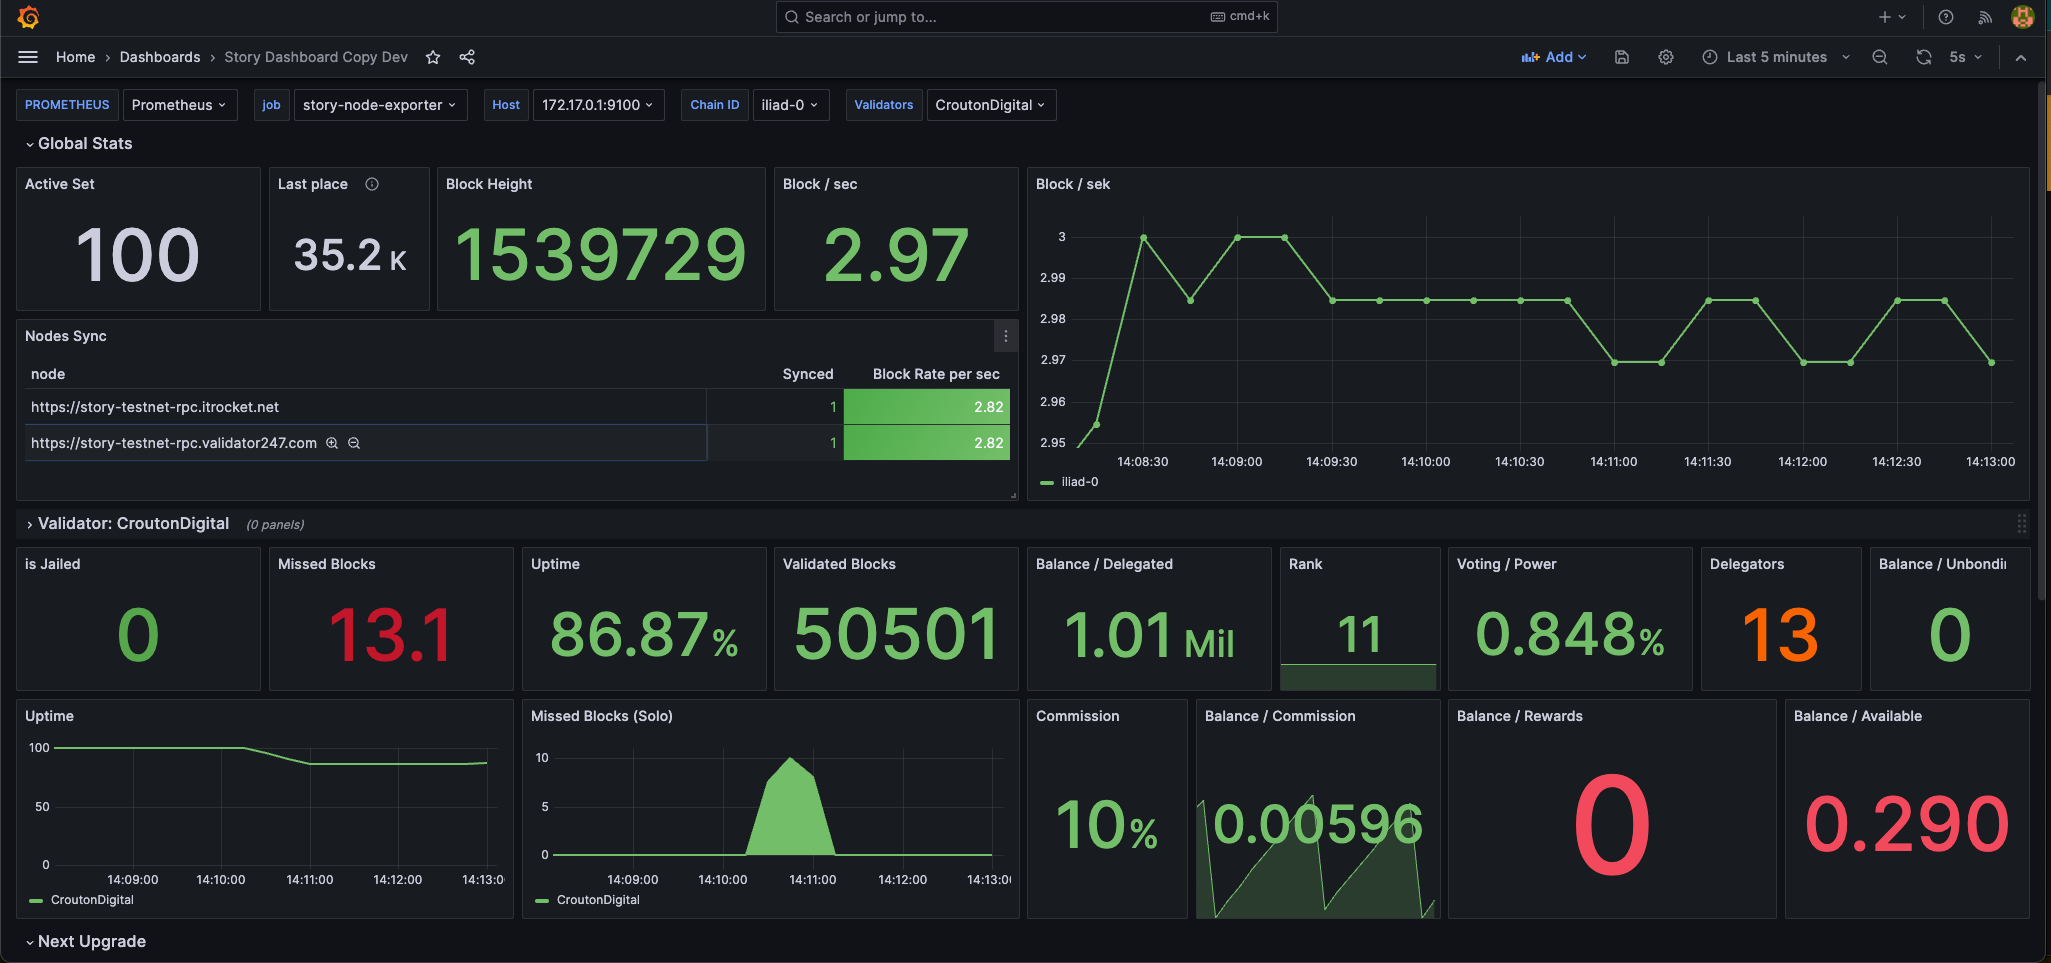 Search or jump to...
cmd+k
Home › Dashboards › Story Dashboard Copy Dev
Add
Last 5 minutes
5s
PROMETHEUS Prometheus
job story-node-exporter
Host 172.17.0.1:9100
Chain ID iliad-0
Validators CroutonDigital
Global Stats
Active Set
100
Last place
35.2 K
Block Height
1539729
Block / sec
2.97
Block / sek
3
2.99
2.98
2.97
2.96
2.95
14:08:30 14:09:00 14:09:30 14:10:00 14:10:30 14:11:00 14:11:30 14:12:00 14:12:30 14:13:00
iliad-0
Nodes Sync
node Synced Block Rate per sec
https://story-testnet-rpc.itrocket.net 1 2.82
https://story-testnet-rpc.validator247.com 1 2.82
Validator: CroutonDigital (0 panels)
is Jailed
0
Missed Blocks
13.1
Uptime
86.87%
Validated Blocks
50501
Balance / Delegated
1.01 Mil
Rank
11
Voting / Power
0.848%
Delegators
13
Balance / Unbondi
0
Uptime
100
50
0
14:09:00 14:10:00 14:11:00 14:12:00 14:13:0
CroutonDigital
Missed Blocks (Solo)
10
5
0
14:09:00 14:10:00 14:11:00 14:12:00 14:13:0
CroutonDigital
Commission
10%
Balance / Commission
0.00596
Balance / Rewards
0
Balance / Available
0.290
Next Upgrade